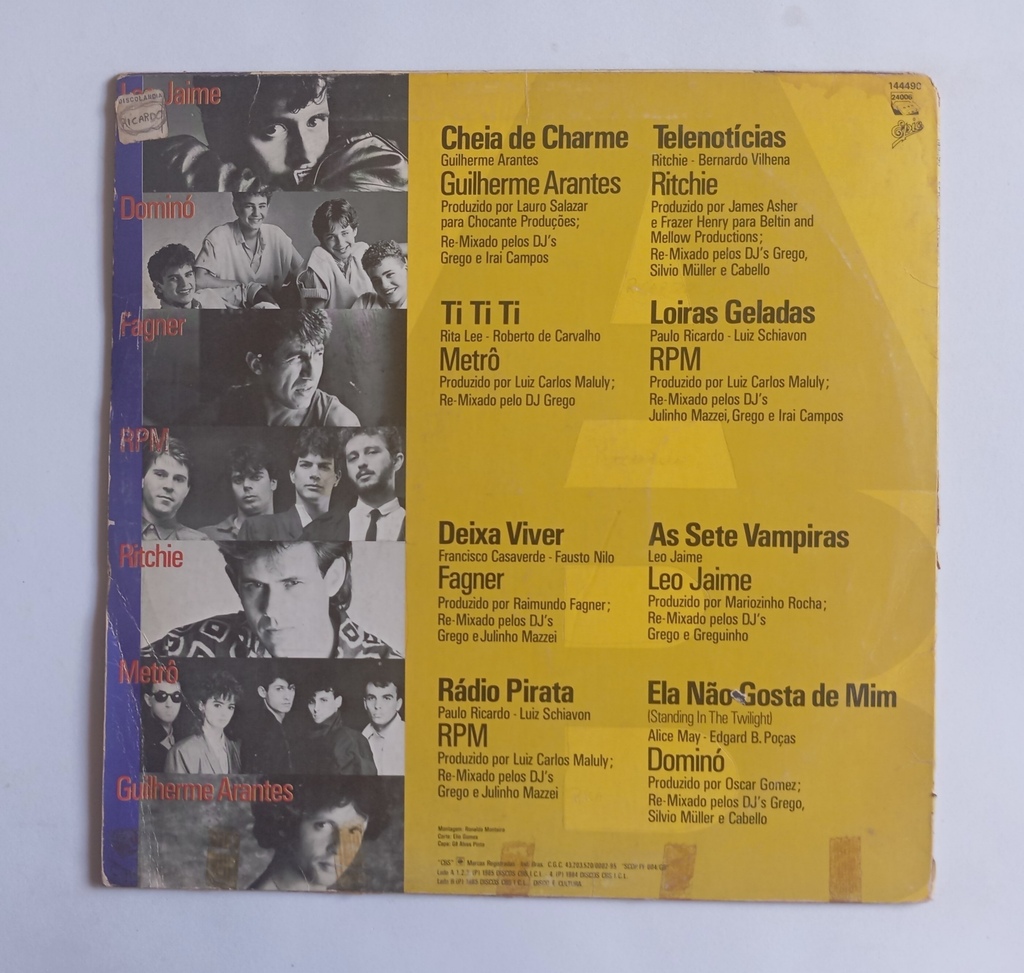 Leo Jaime
DISCOLANDIA
RICARDO
Dominó
Fagner
RPM
Ritchie
Metrô
Guilherme Arantes
Cheia de Charme
Guilherme Arantes
Guilherme Arantes
Produzido por Lauro Salazar
para Chocante Produções;
Re-Mixado pelos DJ's
Grego e Irai Campos
Ti Ti Ti
Rita Lee - Roberto de Carvalho
Metrô
Produzido por Luiz Carlos Maluly;
Re-Mixado pelo DJ Grego
Deixa Viver
Francisco Casaverde - Fausto Nilo
Fagner
Produzido por Raimundo Fagner;
Re-Mixado pelos DJ's
Grego e Julinho Mazzei
Rádio Pirata
Paulo Ricardo - Luiz Schiavon
RPM
Produzido por Luiz Carlos Maluly;
Re-Mixado pelos DJ's
Grego e Julinho Mazzei
Telenotícias
Ritchie - Bernardo Vilhena
Ritchie
Produzido por James Asher
e Frazer Henry para Beltin and
Mellow Productions;
Re-Mixado pelos DJ's Grego,
Silvio Müller e Cabello
Loiras Geladas
Paulo Ricardo - Luiz Schiavon
RPM
Produzido por Luiz Carlos Maluly;
Re-Mixado pelos DJ's
Julinho Mazzei, Grego e Irai Campos
As Sete Vampiras
Leo Jaime
Leo Jaime
Produzido por Mariozinho Rocha;
Re-Mixado pelos DJ's
Grego e Greguinho
Ela Não Gosta de Mim
(Standing In The Twilight)
Alice May - Edgard B. Poças
Dominó
Produzido por Oscar Gomez;
Re-Mixado pelos DJ's Grego,
Silvio Müller e Cabello
144490
24006
Epic
"CBS" Marcas Registradas